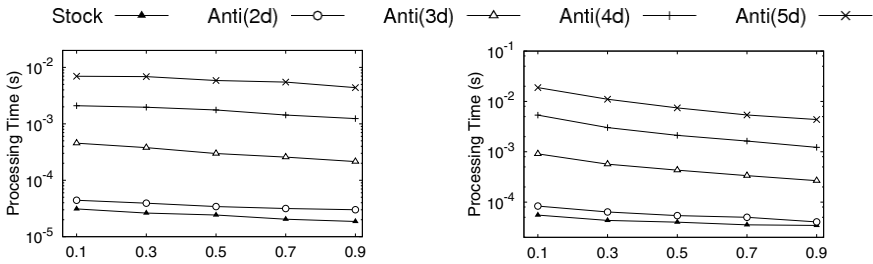 Stock Anti(2d) Anti(3d) Anti(4d) Anti(5d)
Processing Time (s)
10^-2
10^-3
10^-4
10^-5
0.1 0.3 0.5 0.7 0.9
Processing Time (s)
10^-1
10^-2
10^-3
10^-4
0.1 0.3 0.5 0.7 0.9